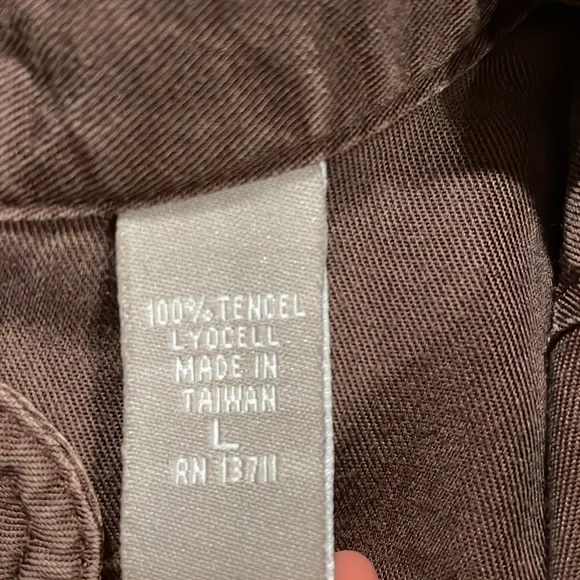 100% TENCEL
LYOCELL
MADE IN
TAIWAN
L
RN 13711